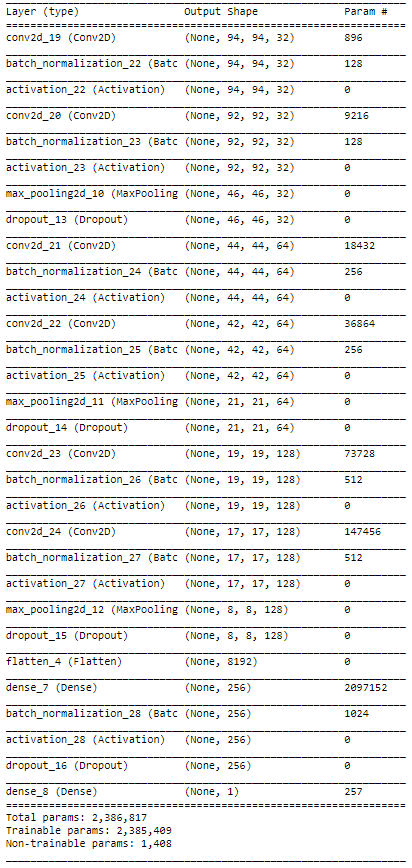 Layer (type) Output Shape Param #
conv2d_19 (Conv2D) (None, 94, 94, 32) 896
batch_normalization_22 (Batc (None, 94, 94, 32) 128
activation_22 (Activation) (None, 94, 94, 32) 0
conv2d_20 (Conv2D) (None, 92, 92, 32) 9216
batch_normalization_23 (Batc (None, 92, 92, 32) 128
activation_23 (Activation) (None, 92, 92, 32) 0
max_pooling2d_10 (MaxPooling (None, 46, 46, 32) 0
dropout_13 (Dropout) (None, 46, 46, 32) 0
conv2d_21 (Conv2D) (None, 44, 44, 64) 18432
batch_normalization_24 (Batc (None, 44, 44, 64) 256
activation_24 (Activation) (None, 44, 44, 64) 0
conv2d_22 (Conv2D) (None, 42, 42, 64) 36864
batch_normalization_25 (Batc (None, 42, 42, 64) 256
activation_25 (Activation) (None, 42, 42, 64) 0
max_pooling2d_11 (MaxPooling (None, 21, 21, 64) 0
dropout_14 (Dropout) (None, 21, 21, 64) 0
conv2d_23 (Conv2D) (None, 19, 19, 128) 73728
batch_normalization_26 (Batc (None, 19, 19, 128) 512
activation_26 (Activation) (None, 19, 19, 128) 0
conv2d_24 (Conv2D) (None, 17, 17, 128) 147456
batch_normalization_27 (Batc (None, 17, 17, 128) 512
activation_27 (Activation) (None, 17, 17, 128) 0
max_pooling2d_12 (MaxPooling (None, 8, 8, 128) 0
dropout_15 (Dropout) (None, 8, 8, 128) 0
flatten_4 (Flatten) (None, 8192) 0
dense_7 (Dense) (None, 256) 2097152
batch_normalization_28 (Batc (None, 256) 1024
activation_28 (Activation) (None, 256) 0
dropout_16 (Dropout) (None, 256) 0
dense_8 (Dense) (None, 1) 257
Total params: 2,386,817
Trainable params: 2,385,409
Non-trainable params: 1,408